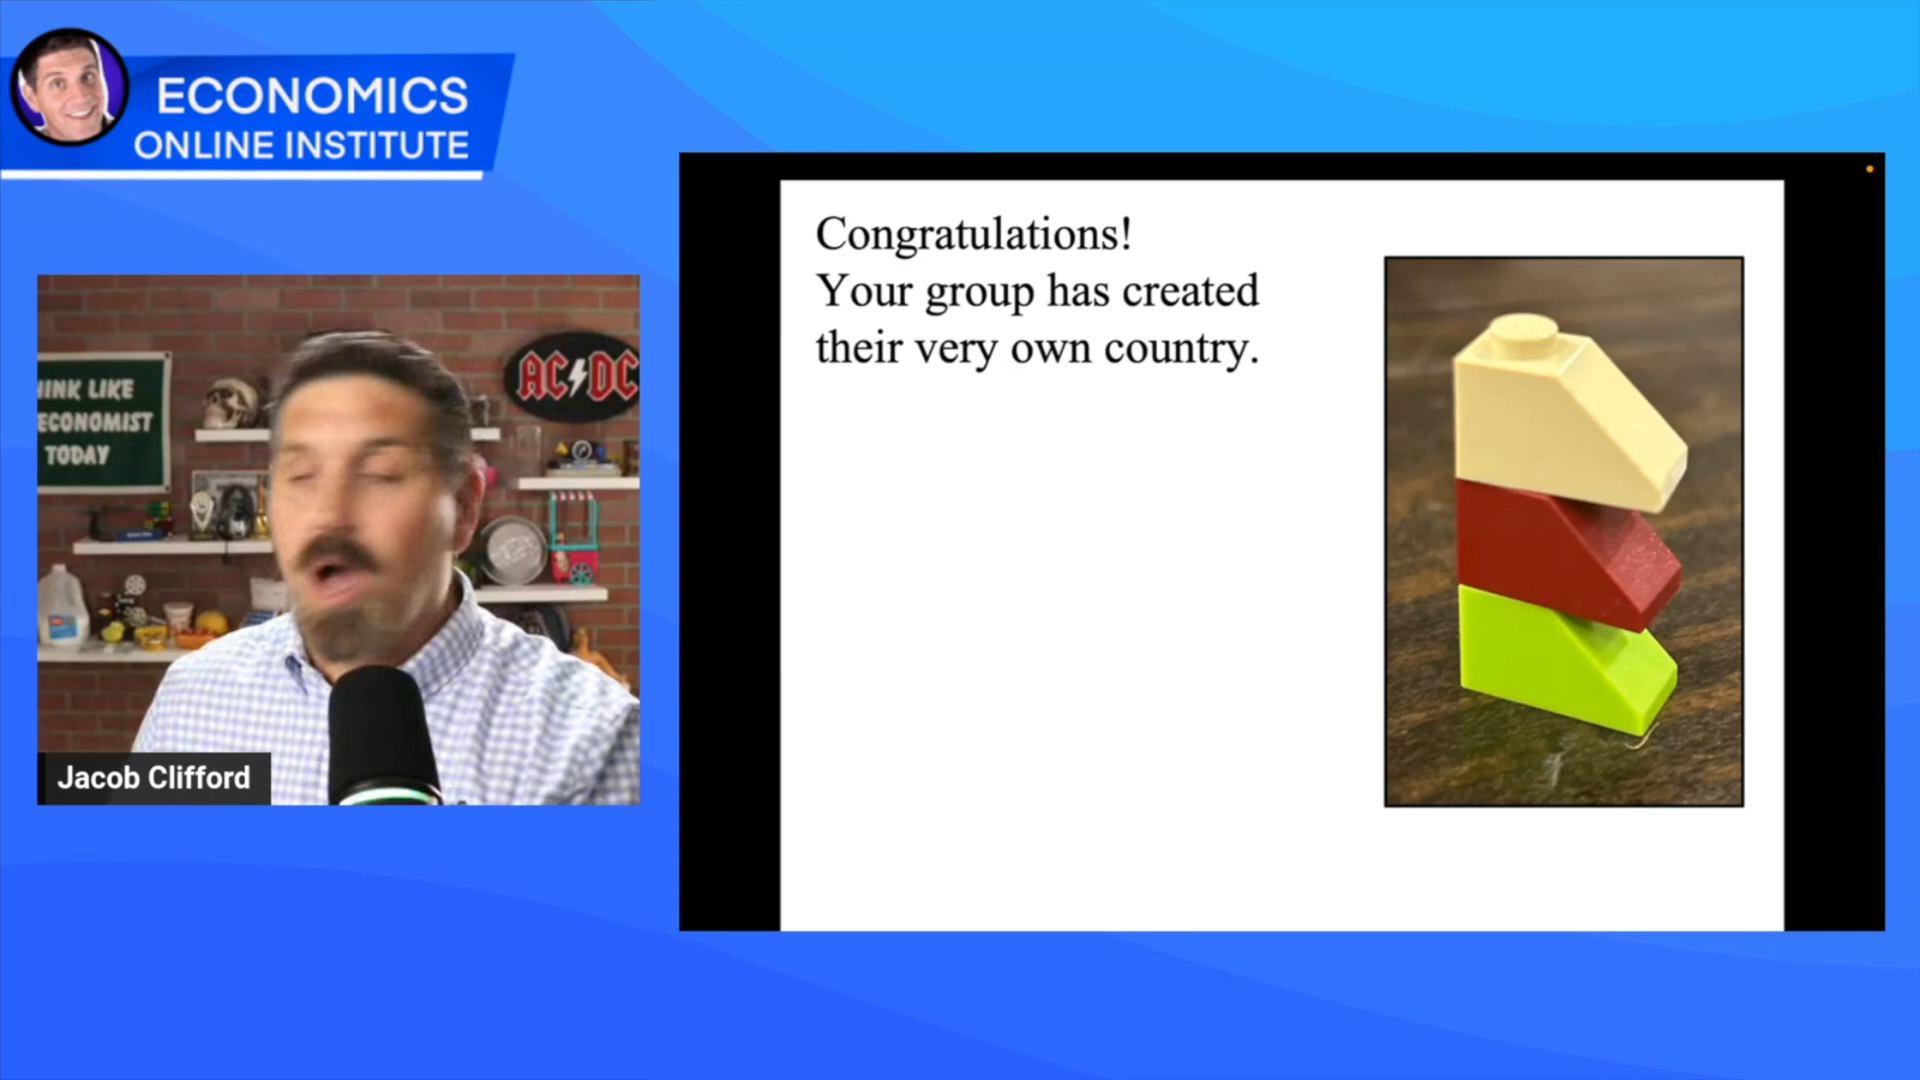 ECONOMICS
ONLINE INSTITUTE
INK LIKE
ECONOMIST
TODAY
AC DC
Jacob Clifford
Congratulations!
Your group has created
their very own country.